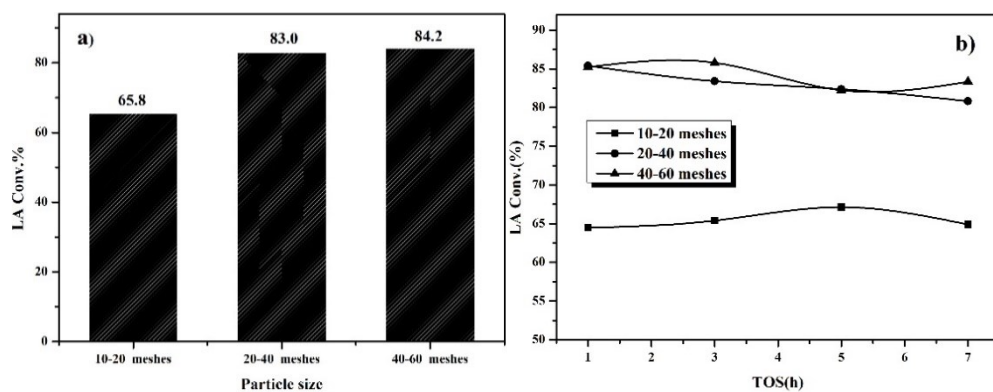 a)
65.8
83.0
84.2
80
60
40
20
0
LA Conv.%
10-20 meshes
20-40 meshes
40-60 meshes
Particle size
b)
90
85
80
75
70
65
60
55
50
LA Conv.(%)
10-20 meshes
20-40 meshes
40-60 meshes
1 2 3 4 5 6 7
TOS(h)